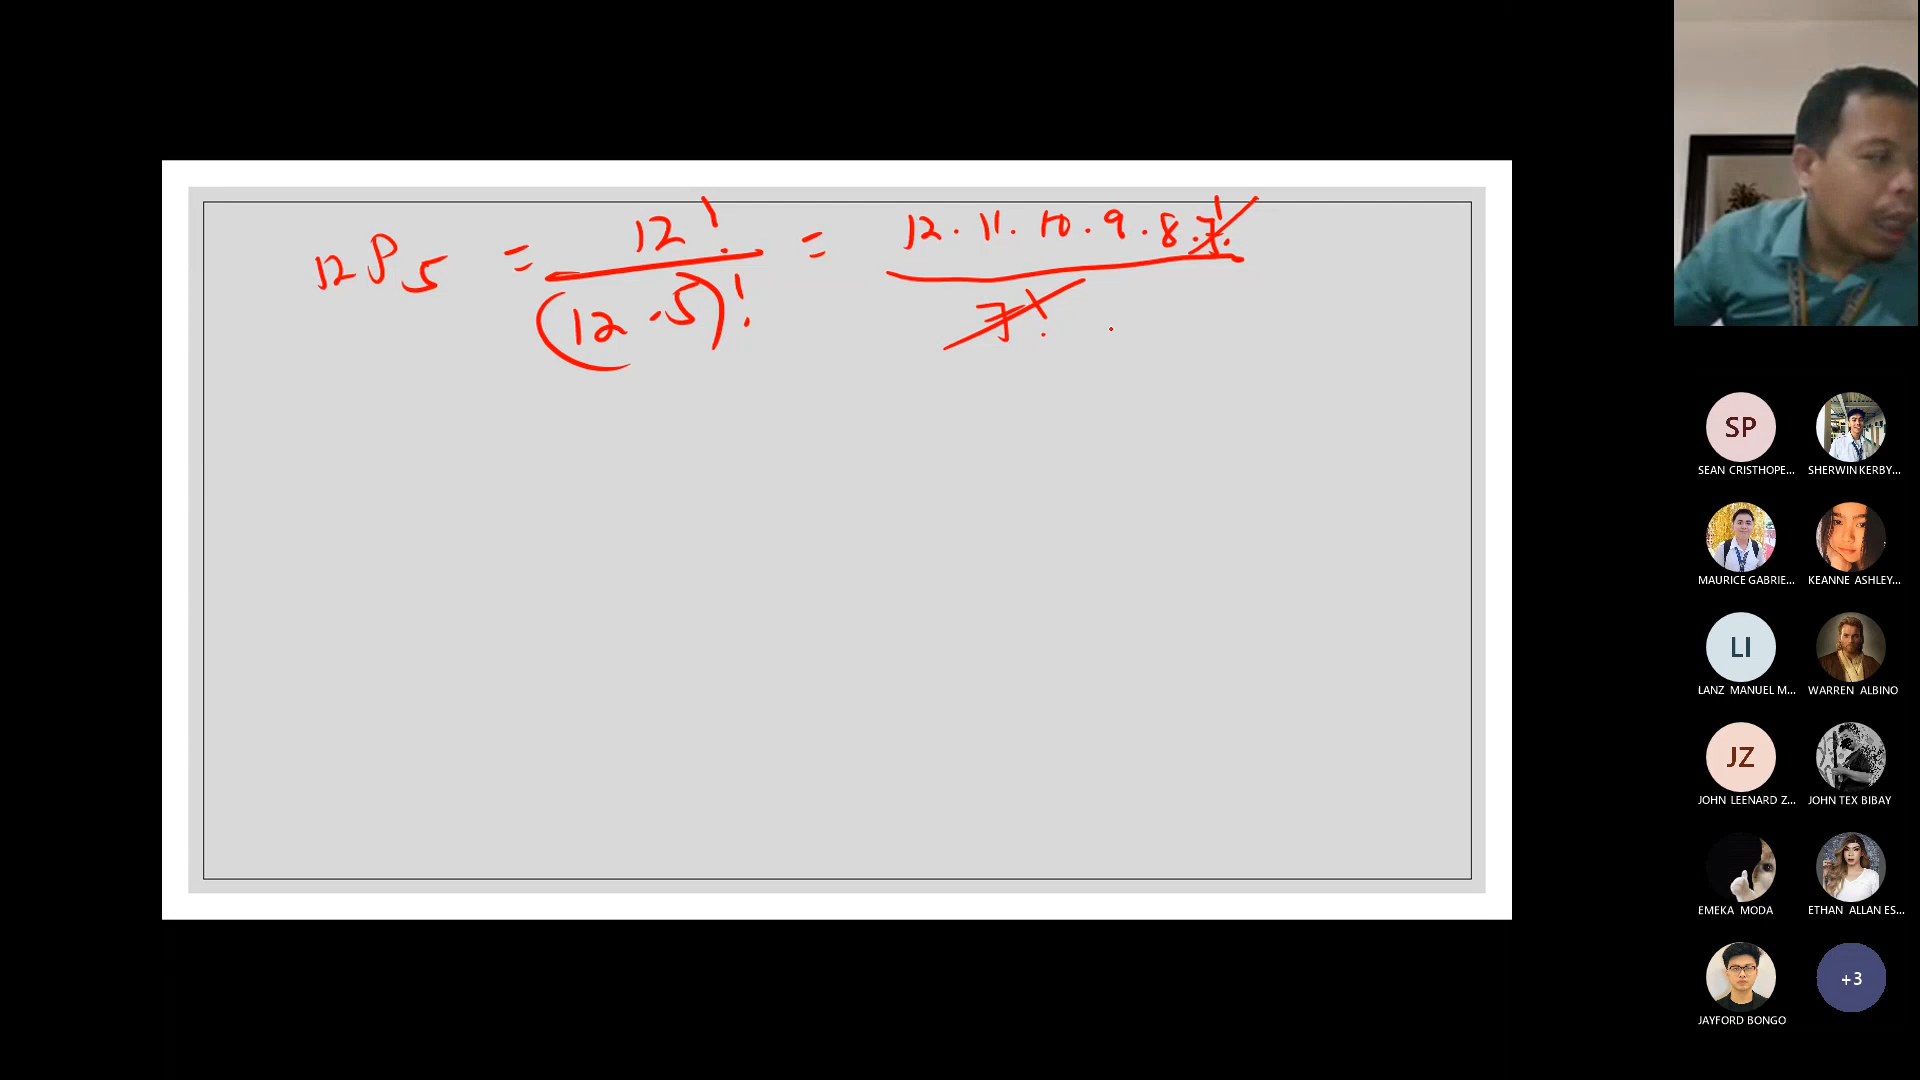 12P5 = 12! / (12-5)! = 12 · 11 · 10 · 9 · 8 · 7! / 7!
SP
SEAN CRISTHOPE...
SHERWIN KERBY...
MAURICE GABRIE...
KEANNE ASHLEY...
LI
LANZ MANUEL M...
WARREN ALBINO
JZ
JOHN LEENARD Z...
JOHN TEX BIBAY
EMEKA MODA
ETHAN ALLAN ES...
JAYFORD BONGO
+3